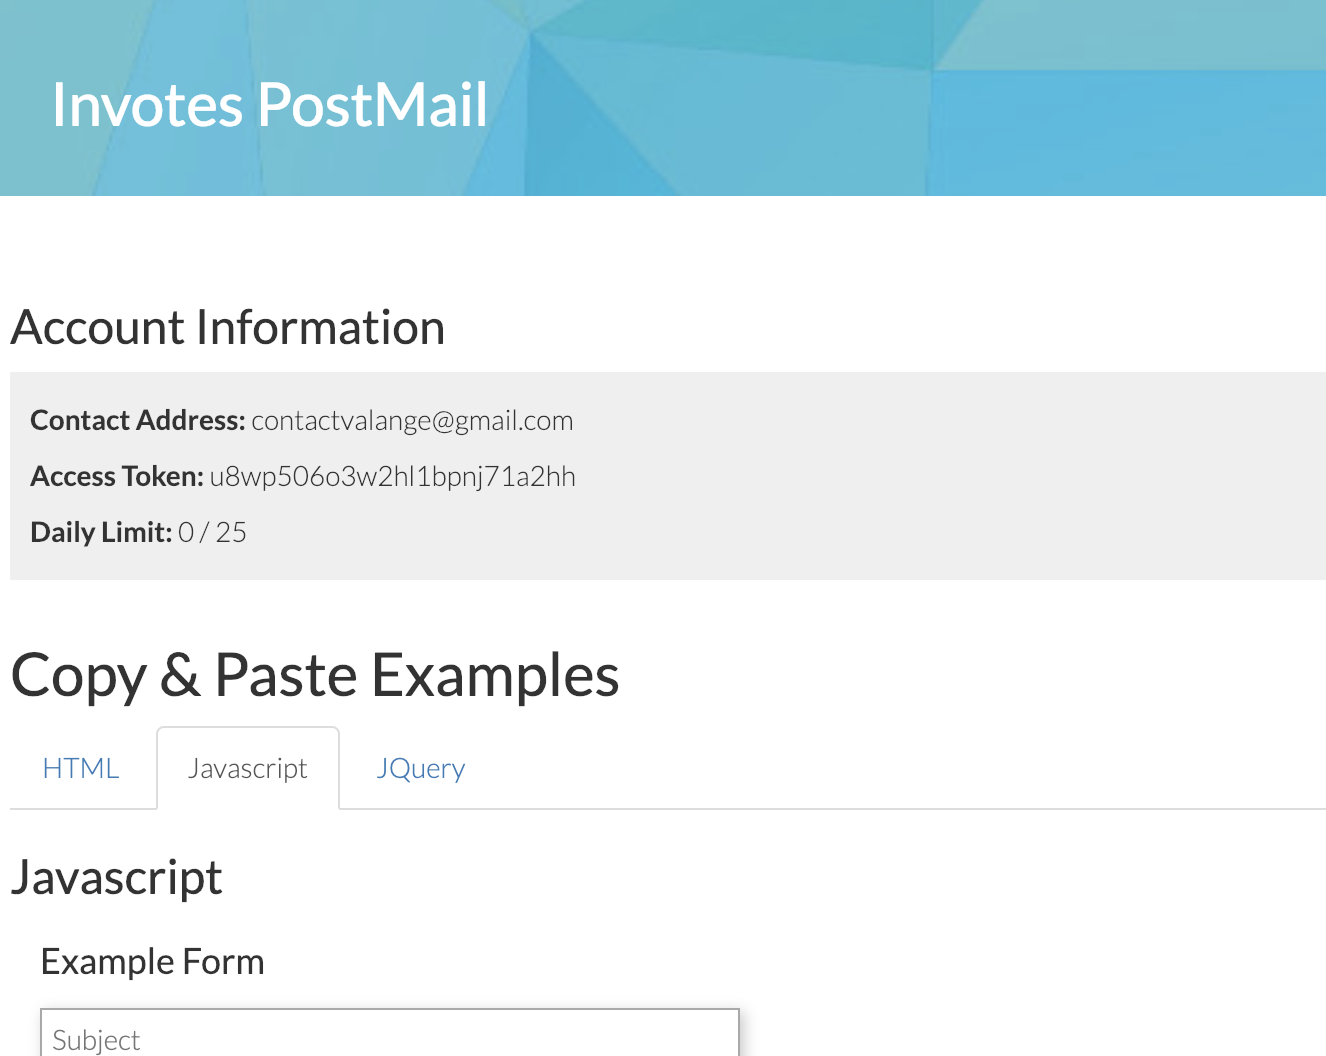 Invotes PostMail
Account Information
Contact Address: contactvalange@gmail.com
Access Token: u8wp506o3w2hl1bpnj71a2hh
Daily Limit: 0 / 25
Copy & Paste Examples
HTML Javascript JQuery
Javascript
Example Form
Subject